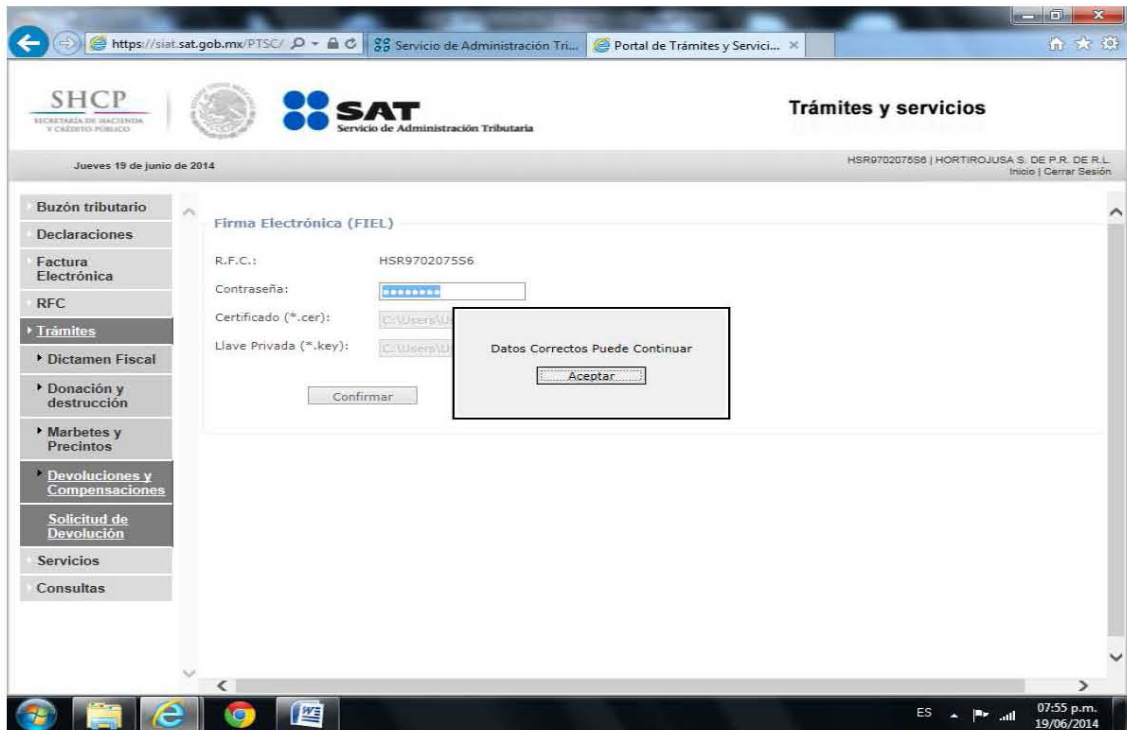 https://siat.sat.gob.mx/PTSC/
Servicio de Administración Tri...
Portal de Trámites y Servici...
SHCP
SECRETARÍA DE HACIENDA
Y CRÉDITO PÚBLICO
SAT
Servicio de Administración Tributaria
Trámites y servicios
Jueves 19 de junio de 2014
HSR9702075S6 | HORTIROJUSA S. DE P.R. DE R.L.
Inicio | Cerrar Sesión
Buzón tributario
Declaraciones
Factura
Electrónica
RFC
Trámites
Dictamen Fiscal
Donación y
destrucción
Marbetes y
Precintos
Devoluciones y
Compensaciones
Solicitud de
Devolución
Servicios
Consultas
Firma Electrónica (FIEL)
R.F.C.: HSR9702075S6
Contraseña:
Certificado (*.cer): C:\Users\U
Llave Privada (*.key): C:\Users\U
Confirmar
Datos Correctos Puede Continuar
Aceptar
ES
07:55 p.m.
19/06/2014